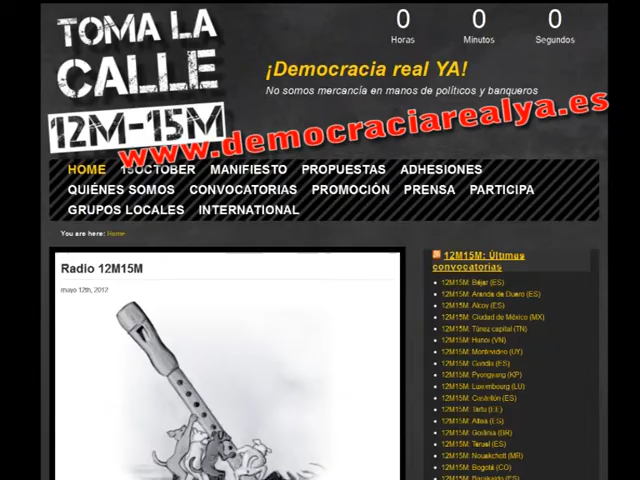 TOMA LA
CALLE
12M-15M
0 0 0
Horas Minutos Segundos
¡Democracia real YA!
No somos mercancía en manos de políticos y banqueros
www.democraciarealya.es
HOME 15OCTOBER MANIFIESTO PROPUESTAS ADHESIONES
QUIÉNES SOMOS CONVOCATORIAS PROMOCIÓN PRENSA PARTICIPA
GRUPOS LOCALES INTERNATIONAL
You are here: Home
Radio 12M15M
mayo 12th, 2012
12M15M: Últimas
convocatorias
12M15M: Béjar (ES)
12M15M: Aranda de Duero (ES)
12M15M: Alcoy (ES)
12M15M: Ciudad de México (MX)
12M15M: Túnez capital (TN)
12M15M: Hanoi (VN)
12M15M: Montevideo (UY)
12M15M: Gandia (ES)
12M15M: Pyongyang (KP)
12M15M: Luxembourg (LU)
12M15M: Castellón (ES)
12M15M: Tartu (EE)
12M15M: Altea (ES)
12M15M: Goiânia (BR)
12M15M: Teruel (ES)
12M15M: Nouakchott (MR)
12M15M: Bogotá (CO)
12M15M: Barakaldo (ES)